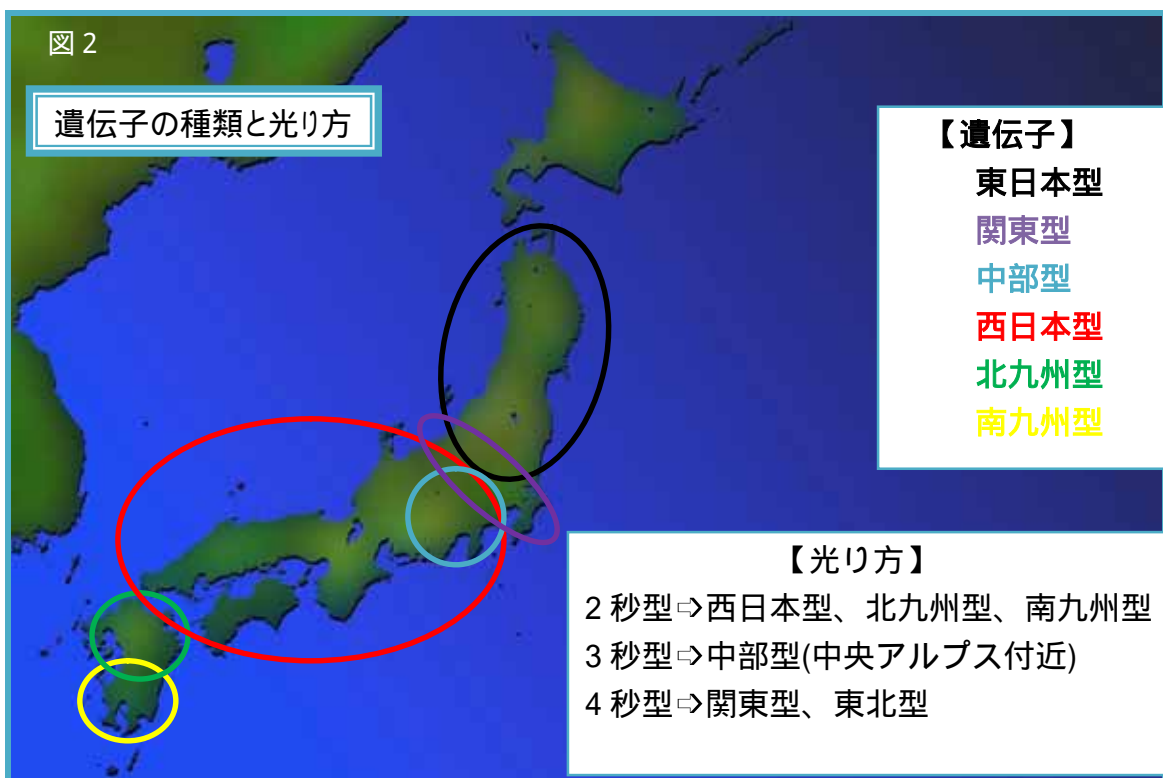 図2
遺伝子の種類と光り方
【遺伝子】
東日本型
関東型
中部型
西日本型
北九州型
南九州型
【光り方】
2秒型⇨西日本型、北九州型、南九州型
3秒型⇨中部型(中央アルプス付近)
4秒型⇨関東型、東北型